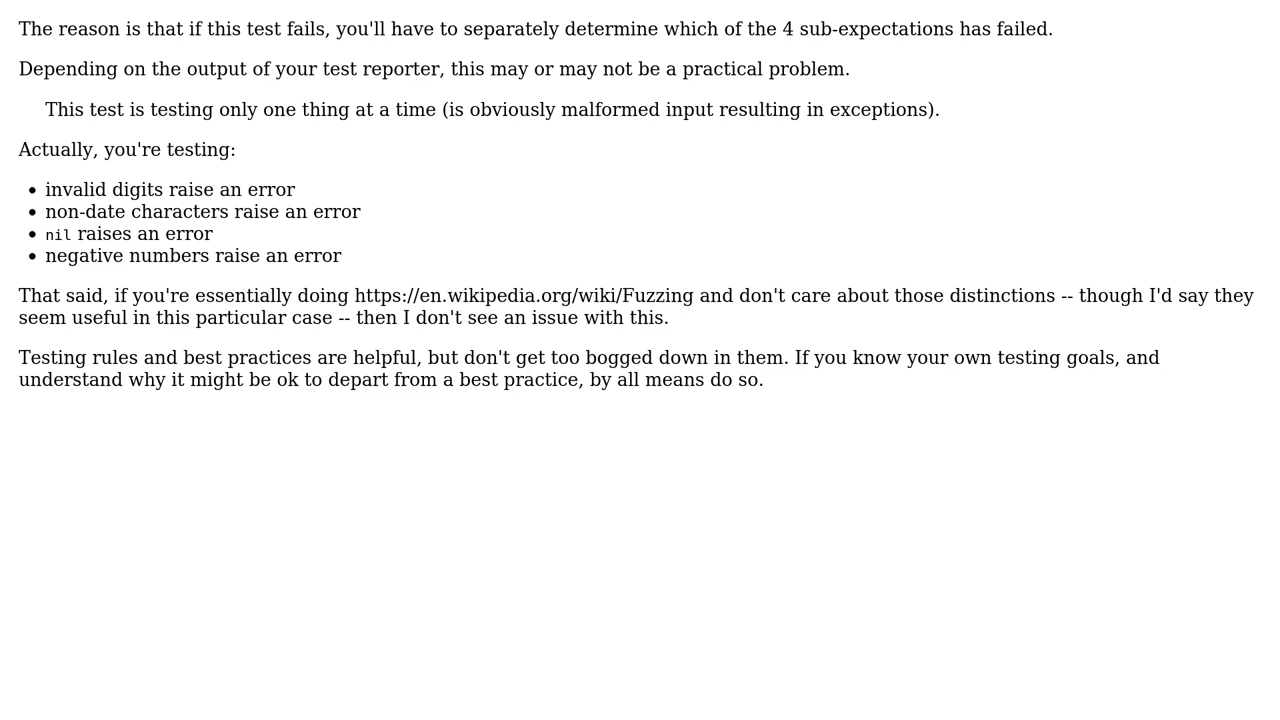 The reason is that if this test fails, you'll have to separately determine which of the 4 sub-expectations has failed.
Depending on the output of your test reporter, this may or may not be a practical problem.
This test is testing only one thing at a time (is obviously malformed input resulting in exceptions).
Actually, you're testing:
• invalid digits raise an error
• non-date characters raise an error
• nil raises an error
• negative numbers raise an error
That said, if you're essentially doing https://en.wikipedia.org/wiki/Fuzzing and don't care about those distinctions -- though I'd say they
seem useful in this particular case -- then I don't see an issue with this.
Testing rules and best practices are helpful, but don't get too bogged down in them. If you know your own testing goals, and
understand why it might be ok to depart from a best practice, by all means do so.